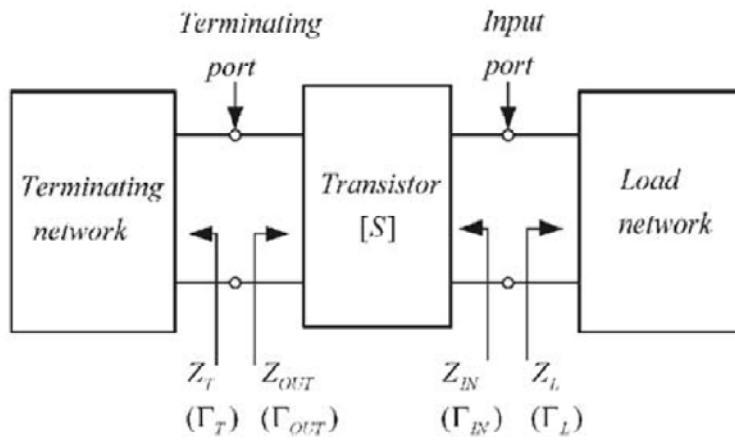 Terminating
port
Input
port
Terminating
network
Transistor
[S]
Load
network
Z_T
(Γ_T)
Z_OUT
(Γ_OUT)
Z_IN
(Γ_IN)
Z_L
(Γ_L)